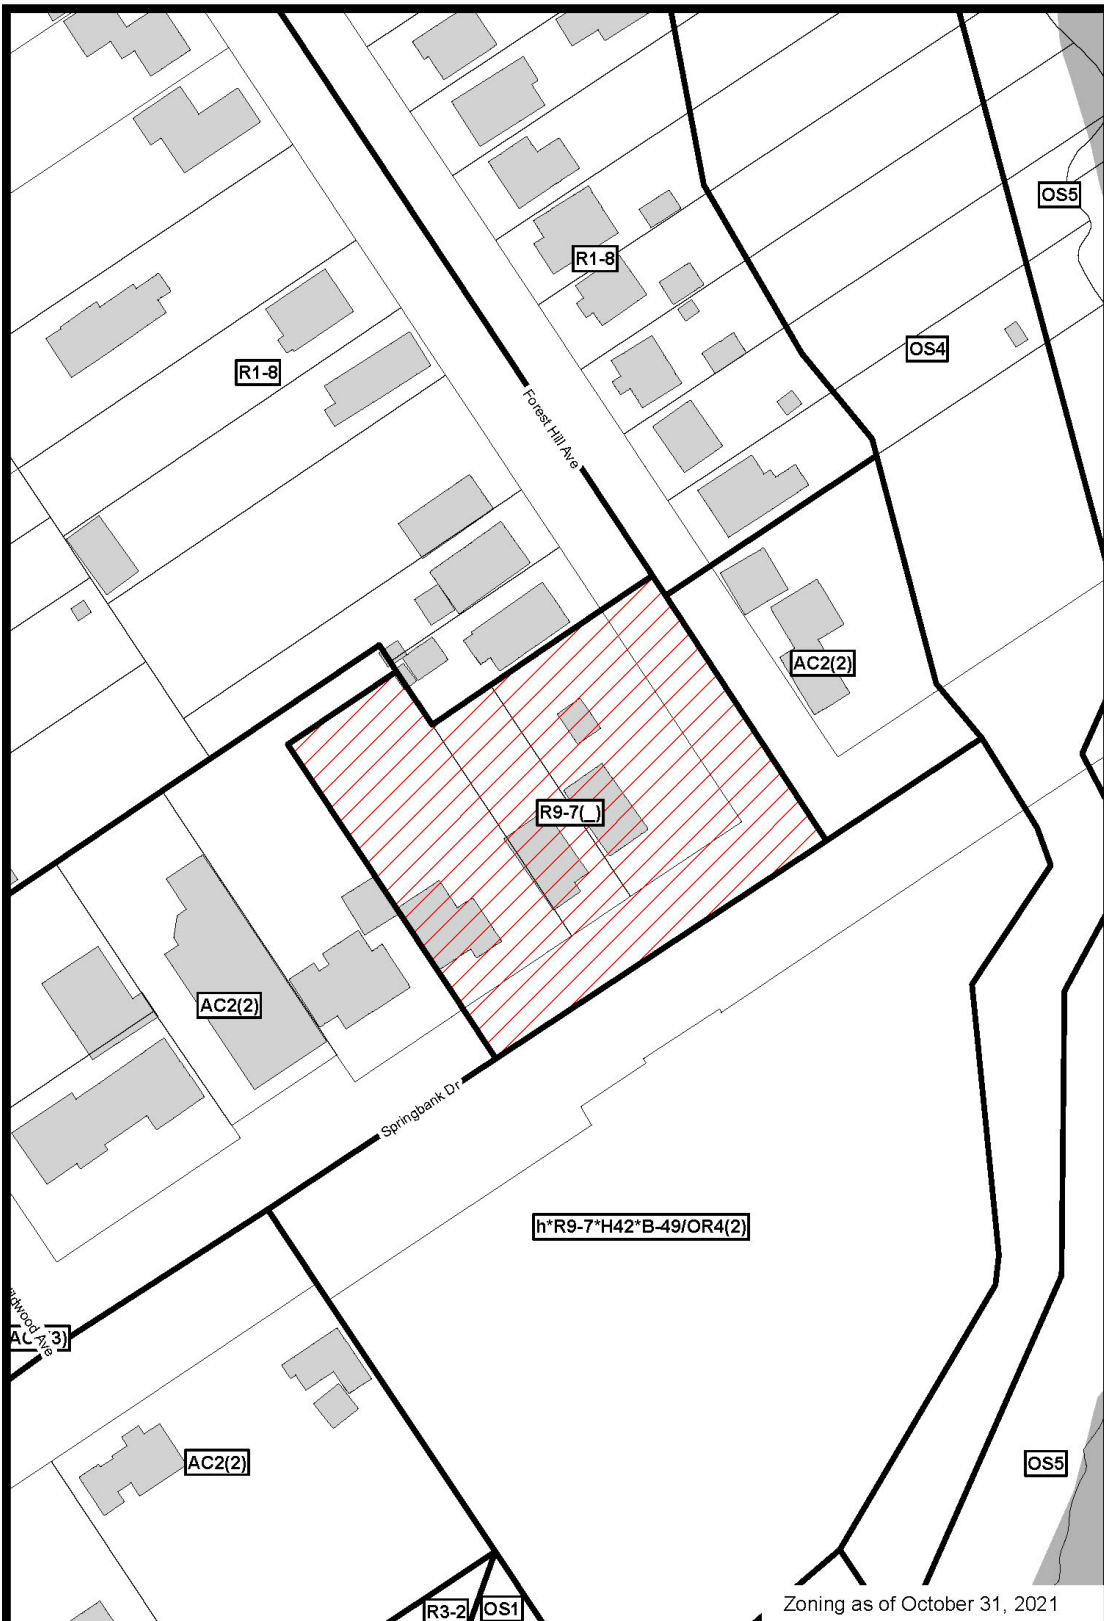 OS5
R1-8
OS4
R1-8
Forest Hill Ave
AC2(2)
R9-7(_)
AC2(2)
Springbank Dr
h*R9-7*H42*B-49/OR4(2)
Ave
AC2(2)
OS5
R3-2
OS1
Zoning as of October 31, 2021